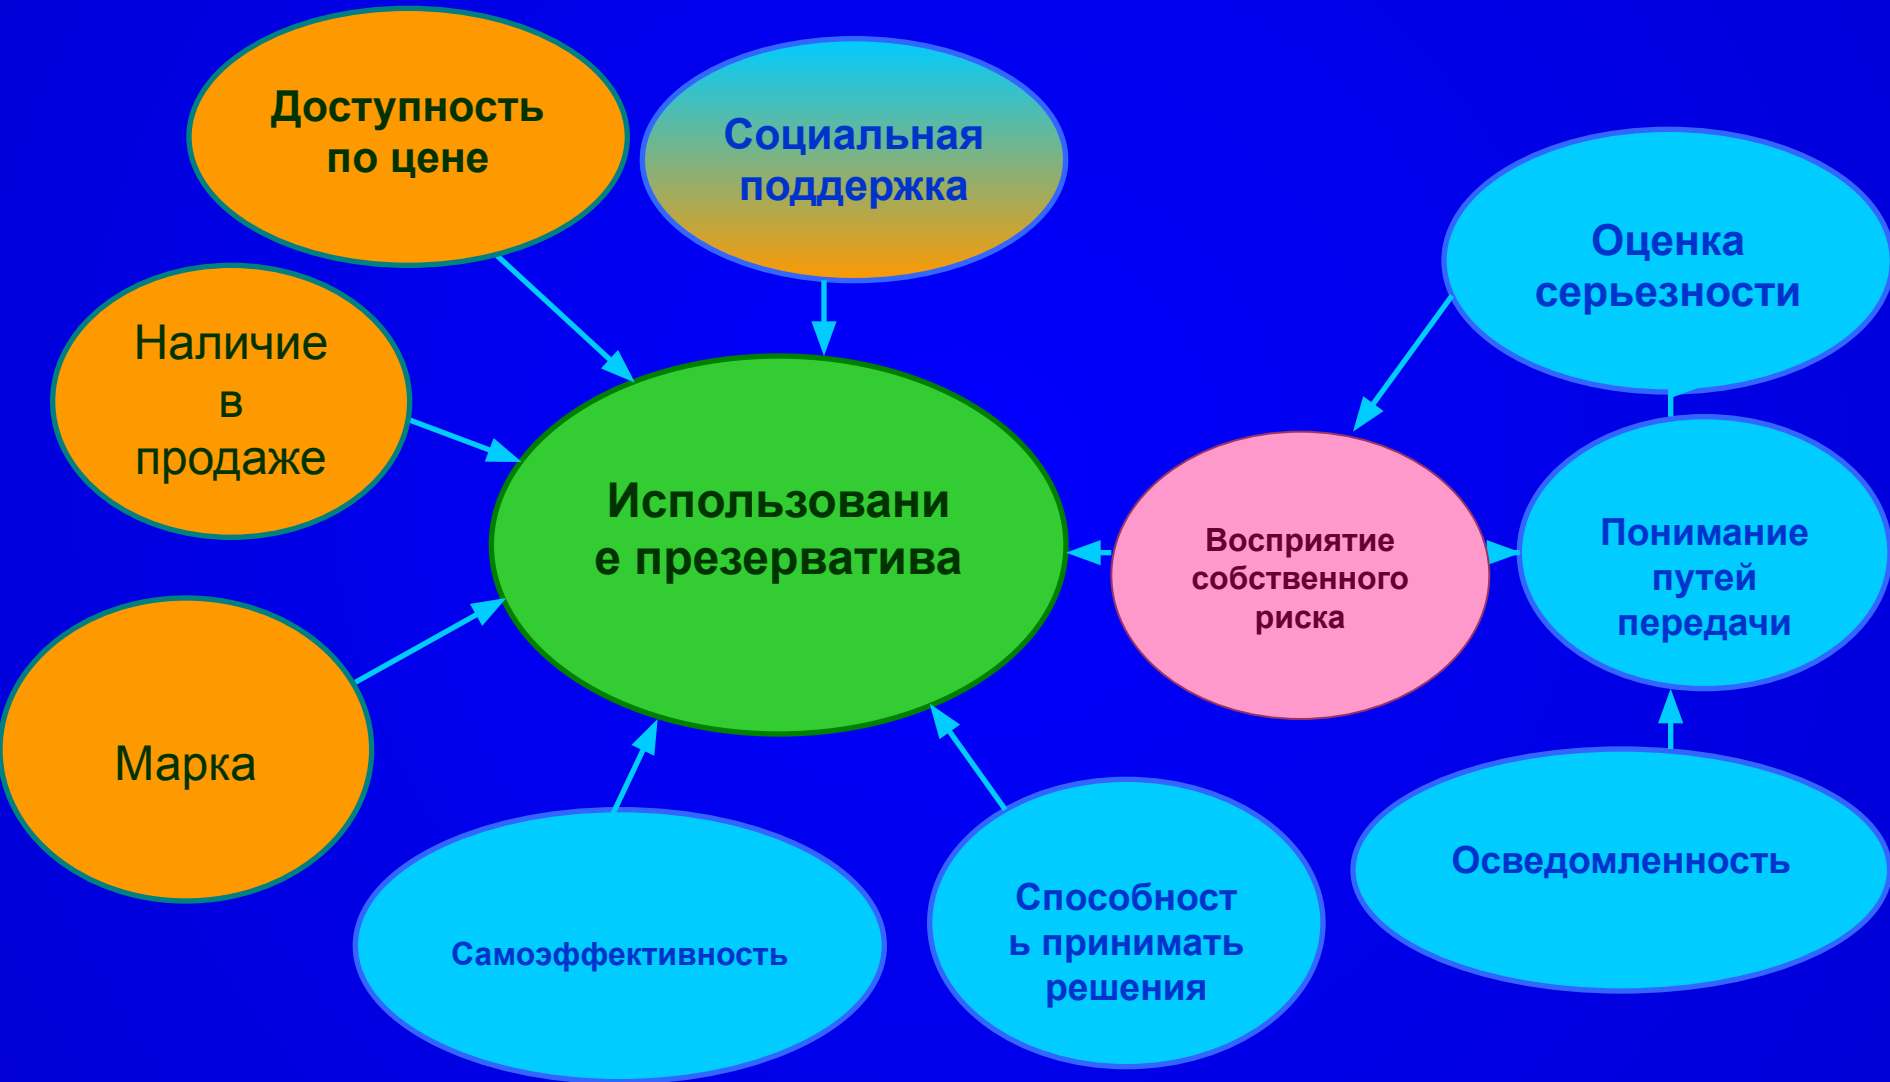 Доступность
по цене
Социальная
поддержка
Оценка
серьезности
Наличие
в
продаже
Использовани
е презерватива
Восприятие
собственного
риска
Понимание
путей
передачи
Марка
Самоэффективность
Способност
ь принимать
решения
Осведомленность